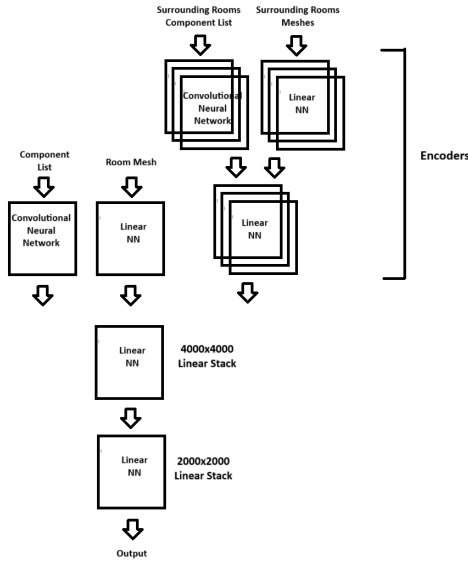 Surrounding Rooms
Component List
Surrounding Rooms
Meshes
Convolutional
Neural
Network
Linear
NN
Encoders
Component
List
Room Mesh
Convolutional
Neural
Network
Linear
NN
Linear
NN
Linear
NN
4000x4000
Linear Stack
Linear
NN
2000x2000
Linear Stack
Output